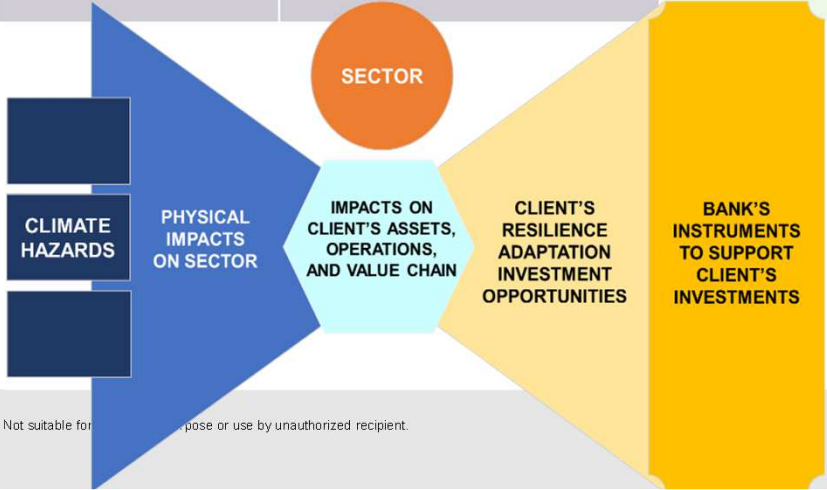 SECTOR
CLIMATE
HAZARDS
PHYSICAL
IMPACTS
ON SECTOR
IMPACTS ON
CLIENT'S ASSETS,
OPERATIONS,
AND VALUE CHAIN
CLIENT'S
RESILIENCE
ADAPTATION
INVESTMENT
OPPORTUNITIES
BANK'S
INSTRUMENTS
TO SUPPORT
CLIENT'S
INVESTMENTS
Not suitable for or use by unauthorized recipient.